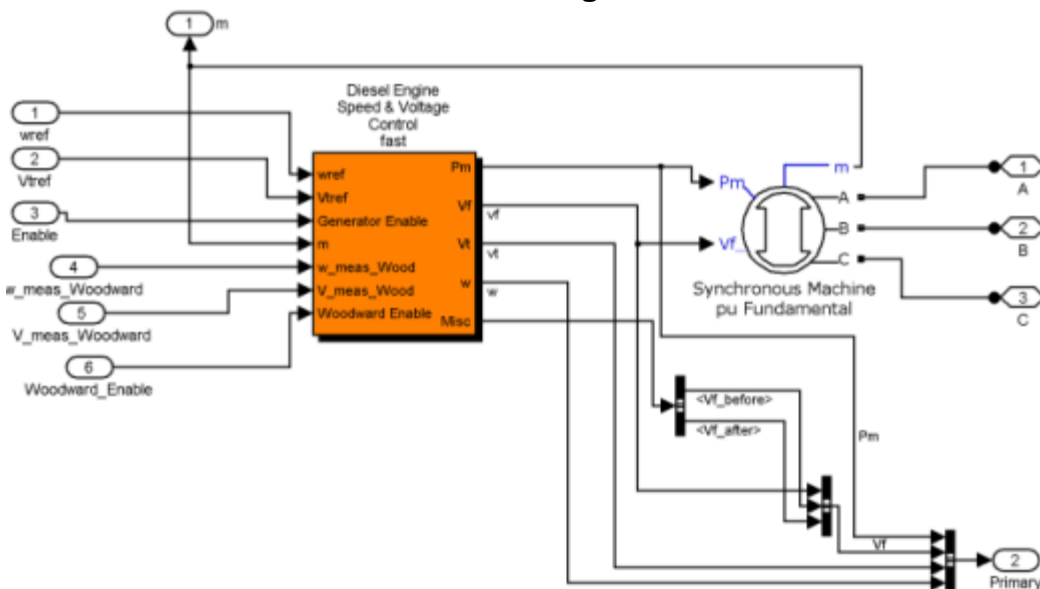 1
m
Diesel Engine
Speed & Voltage
Control
fast
1
wref
2
Vtref
3
Enable
4
w_meas_Woodward
5
V_meas_Woodward
6
Woodward_Enable
wref
Vtref
Generator Enable
m
w_meas_Wood
V_meas_Wood
Woodward Enable
Pm
Vf
Vt
w
Misc
vf
vt
w
Pm
Vf_
m
A
B
C
Synchronous Machine
pu Fundamental
1
A
2
B
3
C
<Vf_before>
<Vf_after>
Pm
Vf
2
Primary